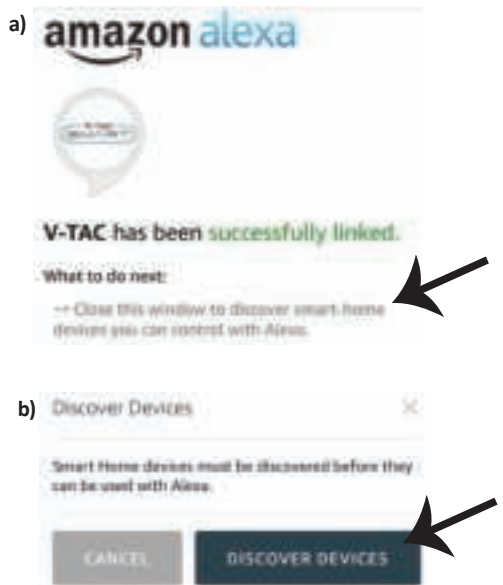 a) amazon alexa
V-TAC has been successfully linked.
What to do next:
→ Close this window to discover smart-home
devices you can control with Alexa.
b) Discover Devices ×
Smart Home devices must be discovered before they
can be used with Alexa.
CANCEL DISCOVER DEVICES